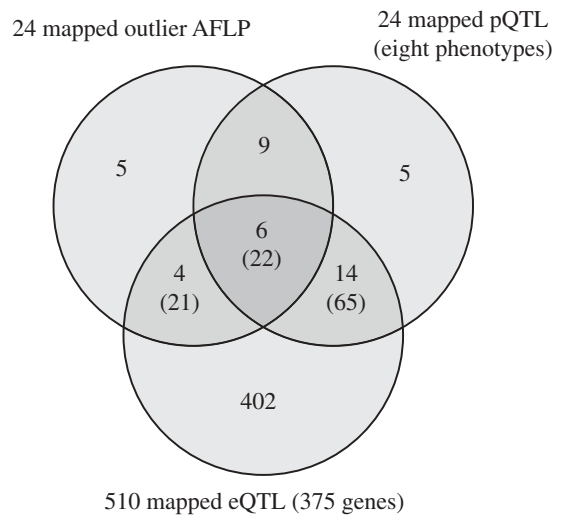 24 mapped outlier AFLP
24 mapped pQTL
(eight phenotypes)
9
5
5
6
(22)
4
(21)
14
(65)
402
510 mapped eQTL (375 genes)